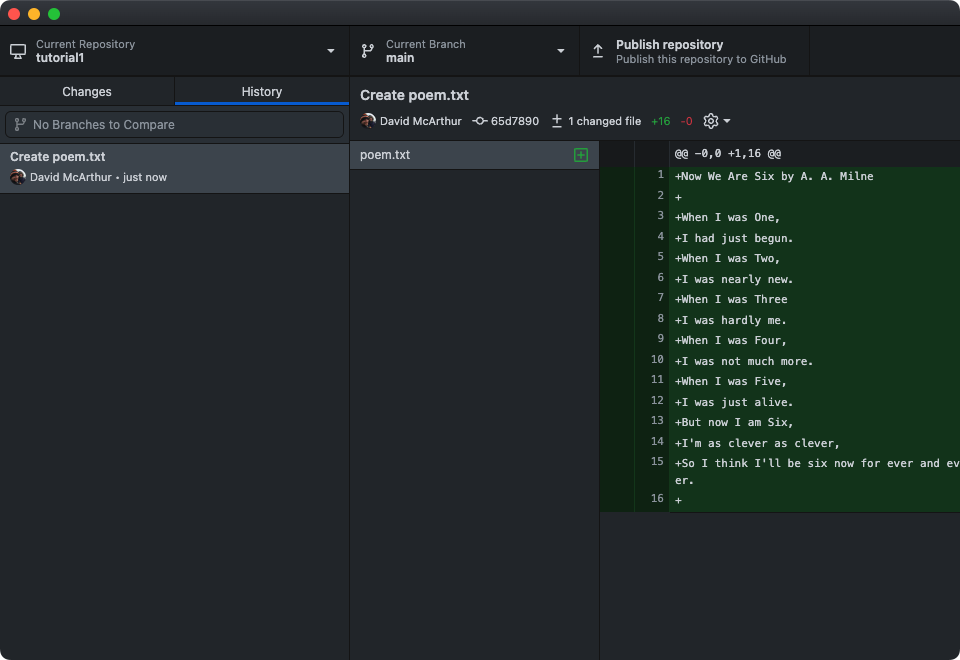 Current Repository
tutorial1
Current Branch
main
Publish repository
Publish this repository to GitHub
Changes
History
No Branches to Compare
Create poem.txt
David McArthur • just now
Create poem.txt
David McArthur 65d7890 1 changed file +16 -0
poem.txt
@@ -0,0 +1,16 @@
1 +Now We Are Six by A. A. Milne
2 +
3 +When I was One,
4 +I had just begun.
5 +When I was Two,
6 +I was nearly new.
7 +When I was Three
8 +I was hardly me.
9 +When I was Four,
10 +I was not much more.
11 +When I was Five,
12 +I was just alive.
13 +But now I am Six,
14 +I'm as clever as clever,
15 +So I think I'll be six now for ever and ev
er.
16 +